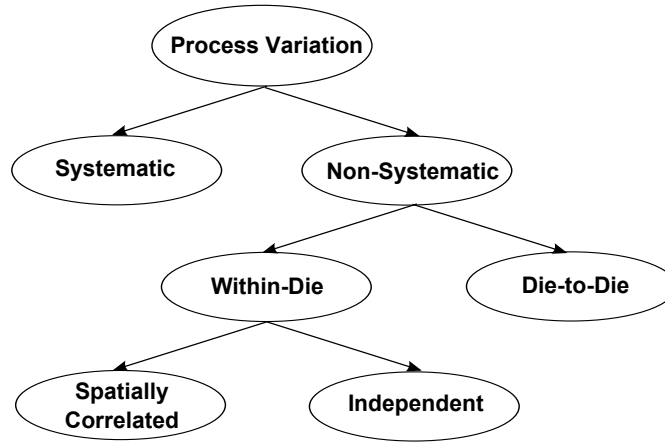 Process Variation
Systematic
Non-Systematic
Within-Die
Die-to-Die
Spatially
Correlated
Independent